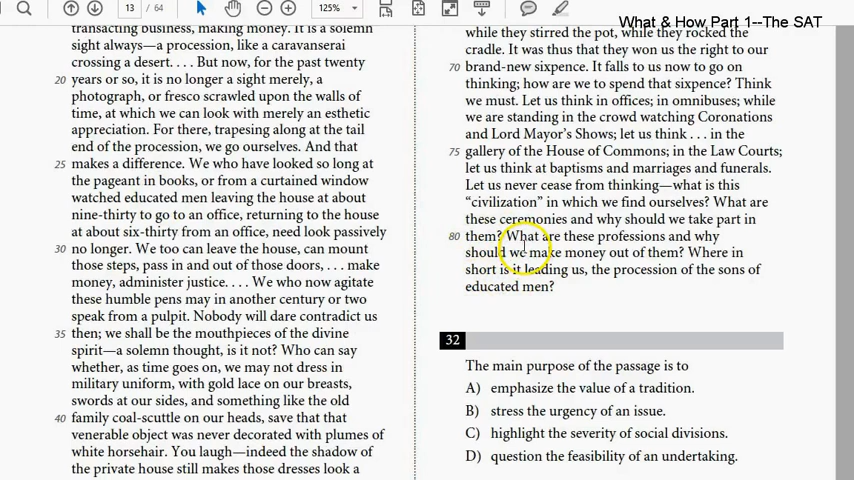 13 / 64
125%
What & How, Part 1--The SAT
transacting business, making money. It is a solemn
sight always—a procession, like a caravanserai
crossing a desert. . . . But now, for the past twenty
20 years or so, it is no longer a sight merely, a
photograph, or fresco scrawled upon the walls of
time, at which we can look with merely an esthetic
appreciation. For there, trapesing along at the tail
end of the procession, we go ourselves. And that
25 makes a difference. We who have looked so long at
the pageant in books, or from a curtained window
watched educated men leaving the house at about
nine-thirty to go to an office, returning to the house
at about six-thirty from an office, need look passively
30 no longer. We too can leave the house, can mount
those steps, pass in and out of those doors, . . . make
money, administer justice. . . . We who now agitate
these humble pens may in another century or two
speak from a pulpit. Nobody will dare contradict us
35 then; we shall be the mouthpieces of the divine
spirit—a solemn thought, is it not? Who can say
whether, as time goes on, we may not dress in
military uniform, with gold lace on our breasts,
swords at our sides, and something like the old
40 family coal-scuttle on our heads, save that that
venerable object was never decorated with plumes of
white horsehair. You laugh—indeed the shadow of
the private house still makes those dresses look a
while they stirred the pot, while they rocked the
cradle. It was thus that they won us the right to our
70 brand-new sixpence. It falls to us now to go on
thinking; how are we to spend that sixpence? Think
we must. Let us think in offices; in omnibuses; while
we are standing in the crowd watching Coronations
and Lord Mayor's Shows; let us think . . . in the
75 gallery of the House of Commons; in the Law Courts;
let us think at baptisms and marriages and funerals.
Let us never cease from thinking—what is this
“civilization” in which we find ourselves? What are
these ceremonies and why should we take part in
80 them? What are these professions and why
should we make money out of them? Where in
short is it leading us, the procession of the sons of
educated men?
32
The main purpose of the passage is to
A) emphasize the value of a tradition.
B) stress the urgency of an issue.
C) highlight the severity of social divisions.
D) question the feasibility of an undertaking.